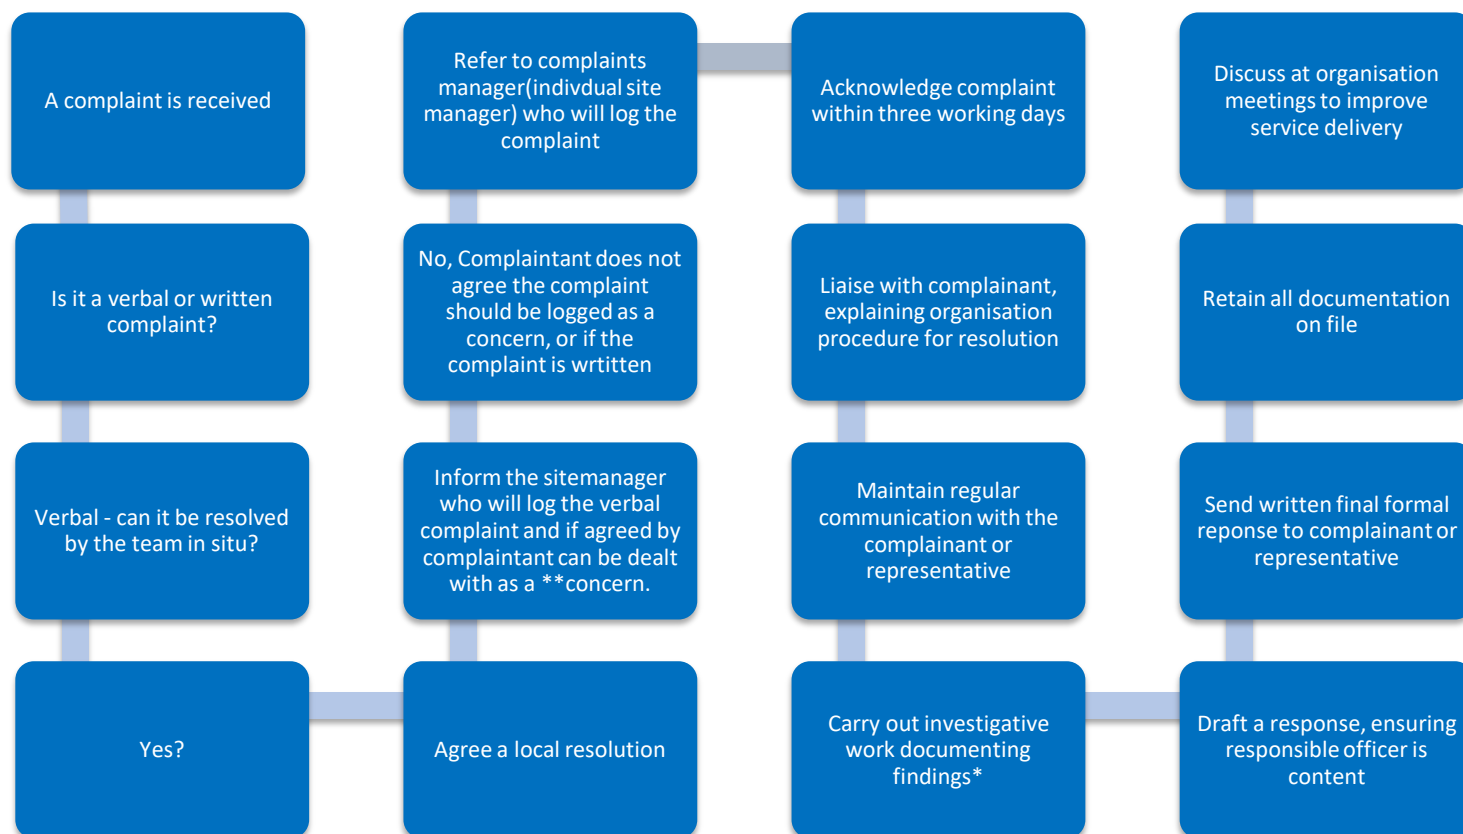 A complaint is received
Is it a verbal or written
complaint?
Verbal - can it be resolved
by the team in situ?
Yes?
Agree a local resolution
Inform the sitemanager
who will log the verbal
complaint and if agreed by
complaintant can be dealt
with as a **concern.
No, Complaintant does not
agree the complaint
should be logged as a
concern, or if the
complaint is wrtitten
Refer to complaints
manager(indivdual site
manager) who will log the
complaint
Acknowledge complaint
within three working days
Liaise with complainant,
explaining organisation
procedure for resolution
Maintain regular
communication with the
complainant or
representative
Carry out investigative
work documenting
findings*
Draft a response, ensuring
responsible officer is
content
Send written final formal
reponse to complainant or
representative
Retain all documentation
on file
Discuss at organisation
meetings to improve
service delivery